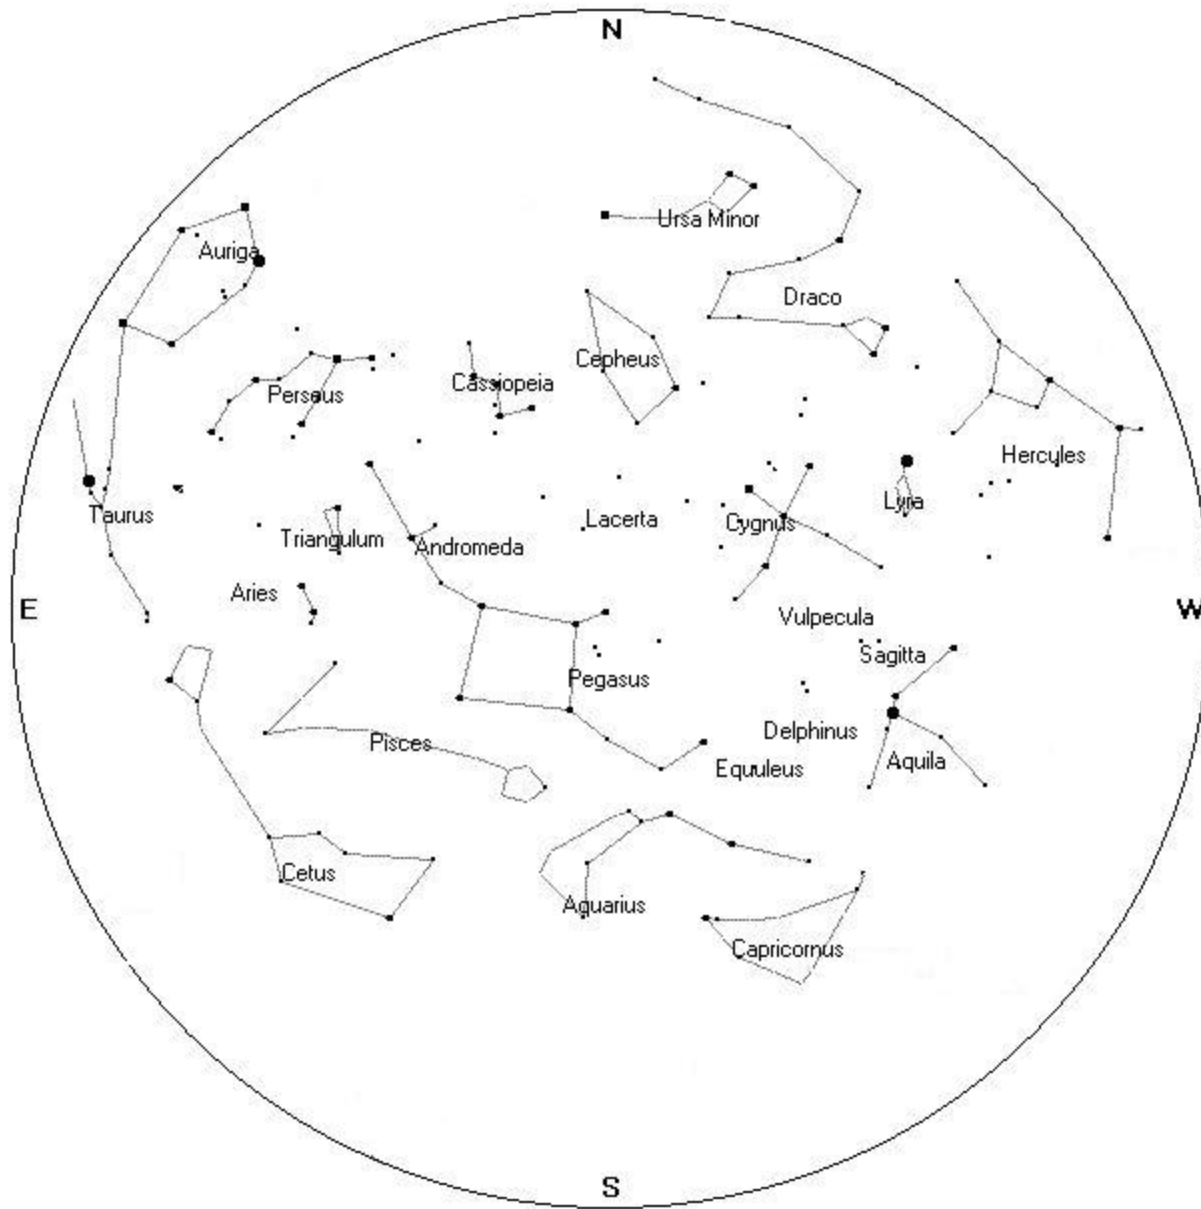 N
Ursa Minor
Auriga
Draco
Cepheus
Cassiopeia
Perseus
Hercules
Lyra
Taurus
Lacerta
Cygnus
Triangulum
Andromeda
Aries
E
W
Vulpecula
Sagitta
Pegasus
Delphinus
Pisces
Aquila
Equuleus
Cetus
Aquarius
Capricornus
S